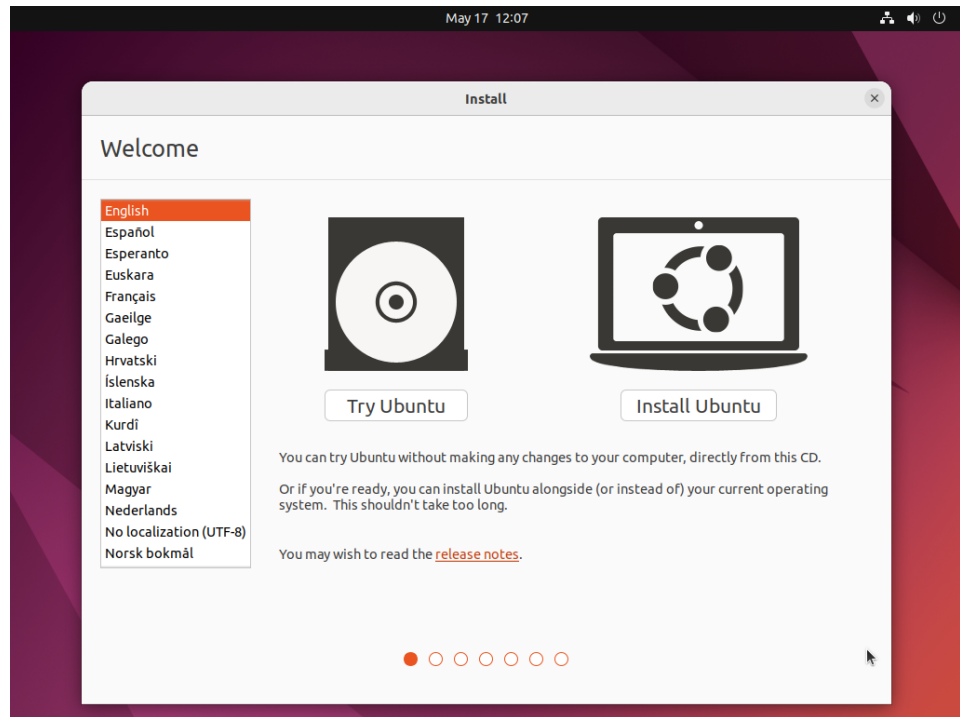 May 17 12:07
Install
Welcome
English
Español
Esperanto
Euskara
Français
Gaeilge
Galego
Hrvatski
Íslenska
Italiano
Kurdî
Latviski
Lietuviškai
Magyar
Nederlands
No localization (UTF-8)
Norsk bokmål
Try Ubuntu
Install Ubuntu
You can try Ubuntu without making any changes to your computer, directly from this CD.
Or if you're ready, you can install Ubuntu alongside (or instead of) your current operating
system. This shouldn't take too long.
You may wish to read the release notes.